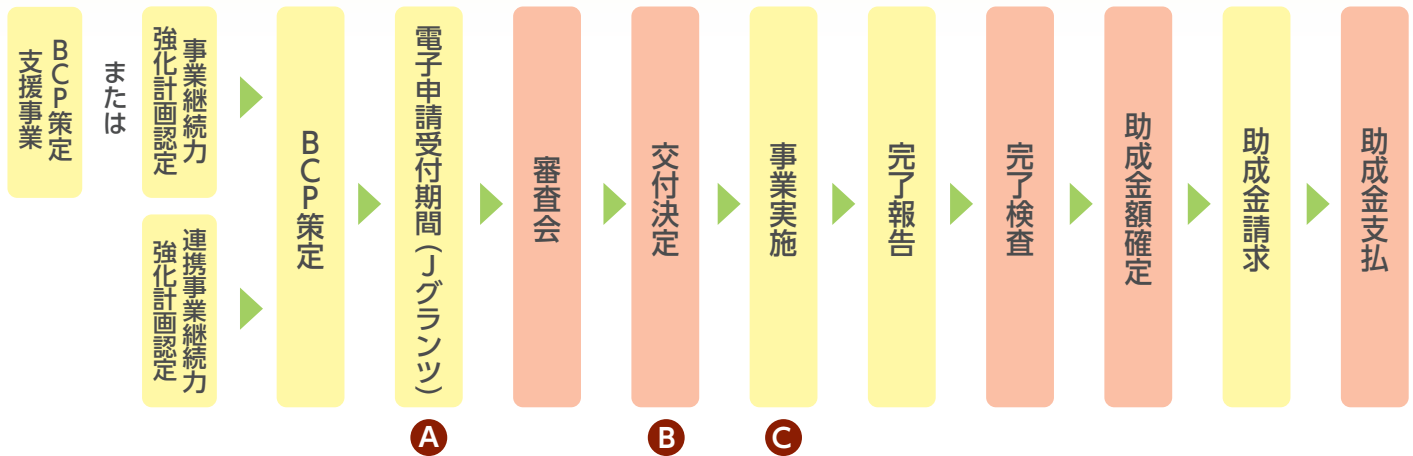 BCP策定
支援事業
または
事業継続力
強化計画認定
連携事業継続力
強化計画認定
BCP策定
電子申請受付期間(Jグランツ)
審査会
交付決定
事業実施
完了報告
完了検査
助成金額確定
助成金請求
助成金支払
A
B
C